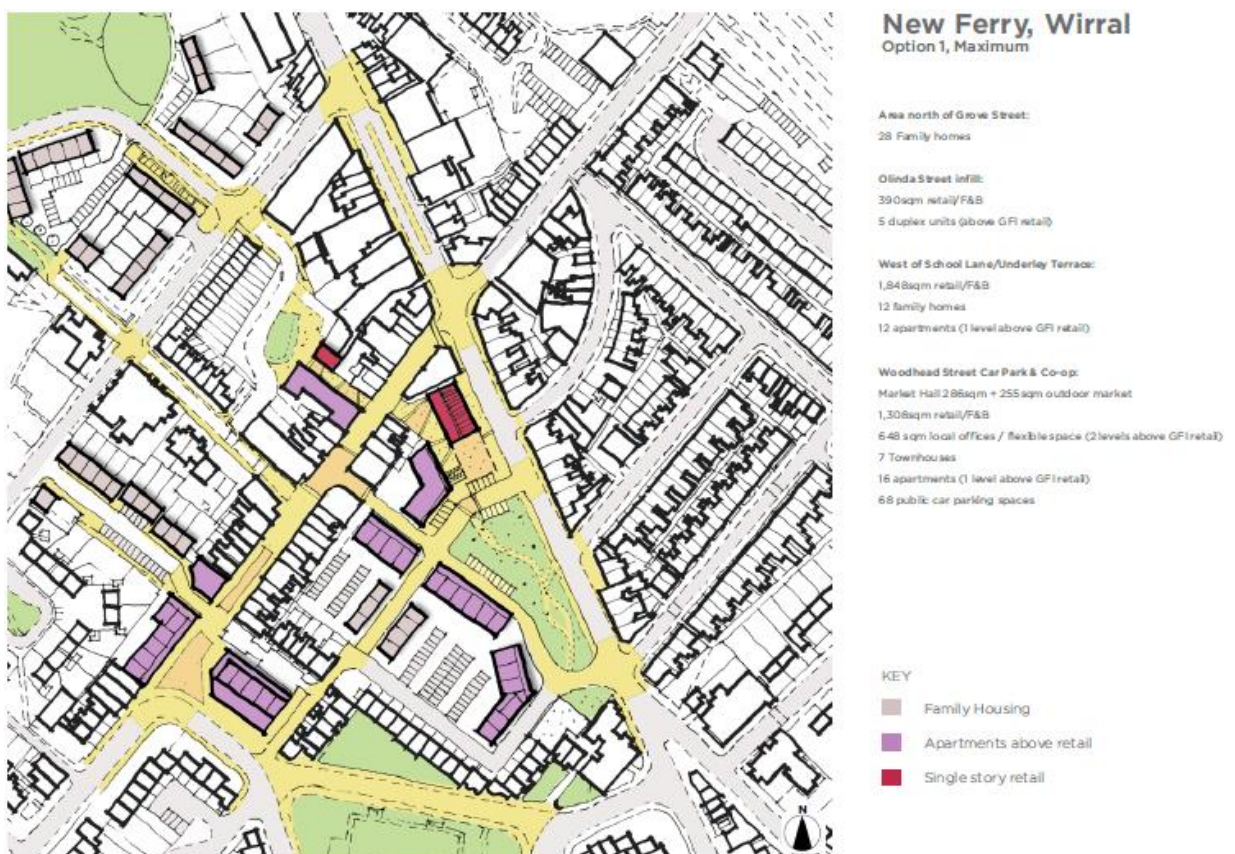 New Ferry, Wirral
Option 1, Maximum
Area north of Grove Street:
28 Family homes
Olinda Street infill:
390sqm retail/F&B
5 duplex units (above GFl retail)
West of School Lane/Underley Terrace:
1,848sqm retail/F&B
12 family homes
12 apartments (1 level above GFl retail)
Woodhead Street Car Park & Co-op:
Market Hall 286sqm + 255sqm outdoor market
1,308sqm retail/F&B
648 sqm local offices / flexible space (2 levels above GFl retail)
7 Townhouses
16 apartments (1 level above GFl retail)
68 public car parking spaces
KEY
Family Housing
Apartments above retail
Single story retail
N